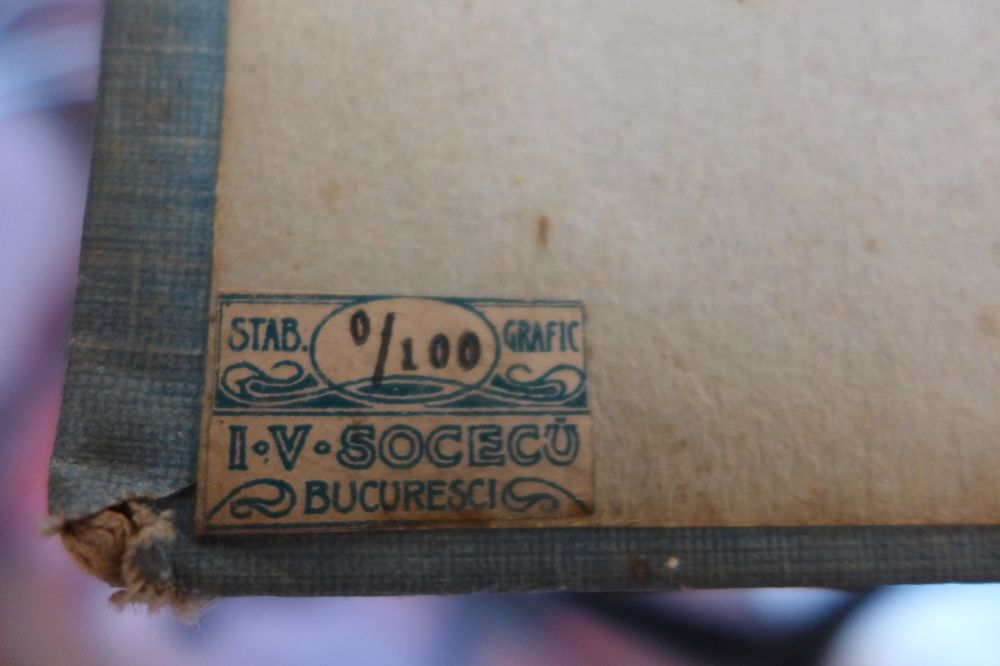 STAB. 0/100 GRAFIC
I·V·SOCECŬ
BUCURESCI